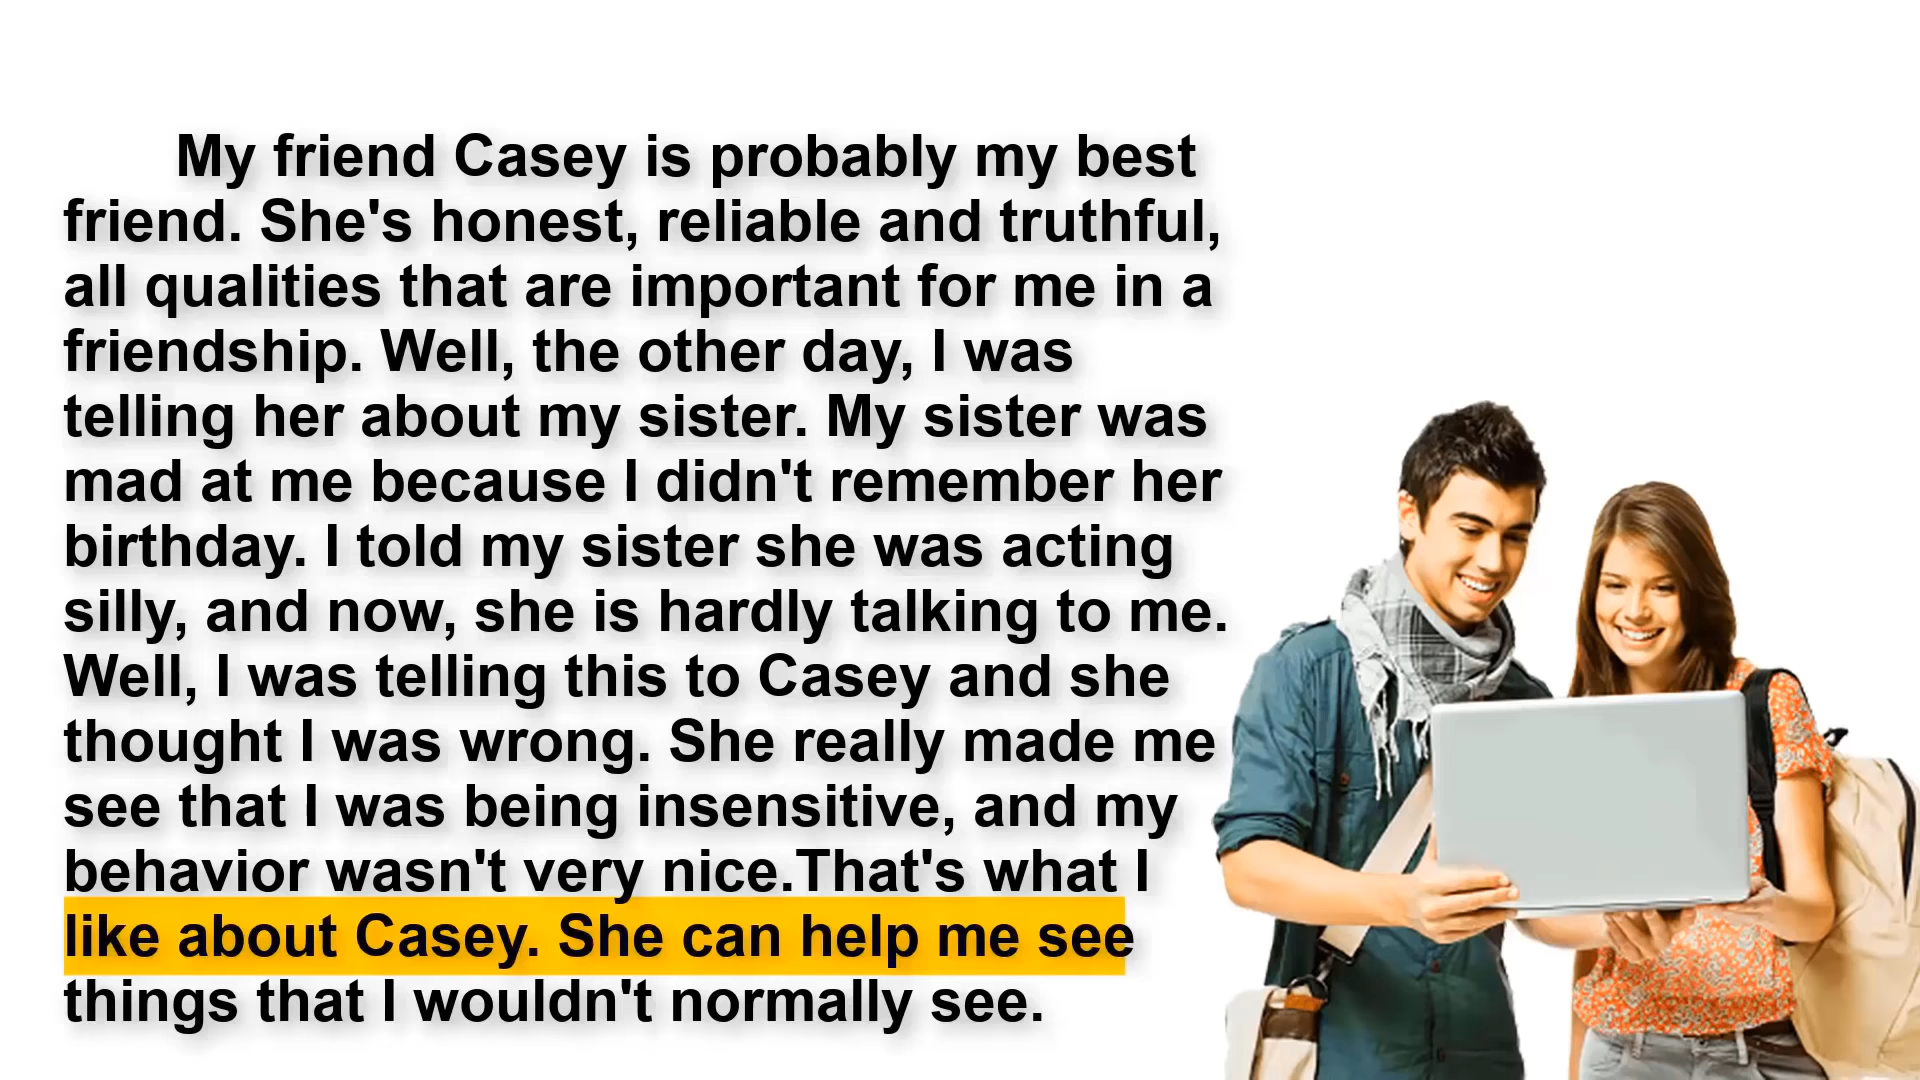 My friend Casey is probably my best
friend. She's honest, reliable and truthful,
all qualities that are important for me in a
friendship. Well, the other day, I was
telling her about my sister. My sister was
mad at me because I didn't remember her
birthday. I told my sister she was acting
silly, and now, she is hardly talking to me.
Well, I was telling this to Casey and she
thought I was wrong. She really made me
see that I was being insensitive, and my
behavior wasn't very nice.That's what I
like about Casey. She can help me see
things that I wouldn't normally see.